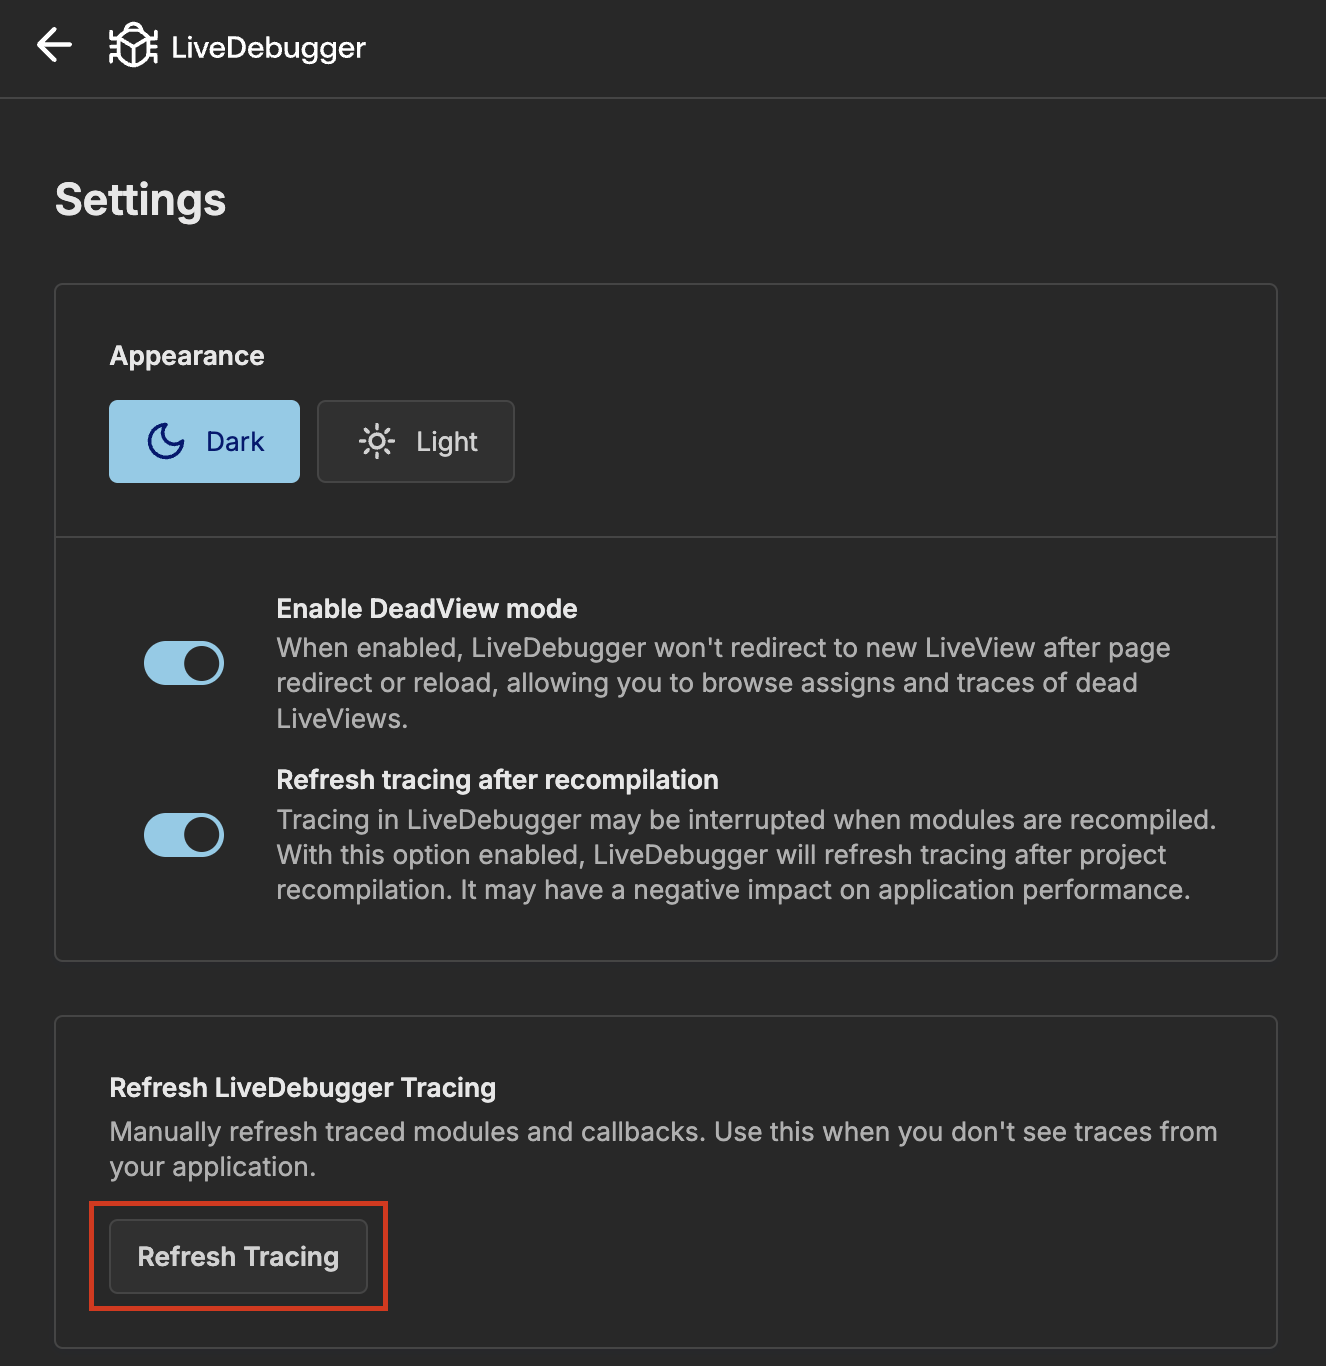 LiveDebugger
Settings
Appearance
Dark
Light
Enable DeadView mode
When enabled, LiveDebugger won't redirect to new LiveView after page
redirect or reload, allowing you to browse assigns and traces of dead
LiveViews.
Refresh tracing after recompilation
Tracing in LiveDebugger may be interrupted when modules are recompiled.
With this option enabled, LiveDebugger will refresh tracing after project
recompilation. It may have a negative impact on application performance.
Refresh LiveDebugger Tracing
Manually refresh traced modules and callbacks. Use this when you don't see traces from
your application.
Refresh Tracing